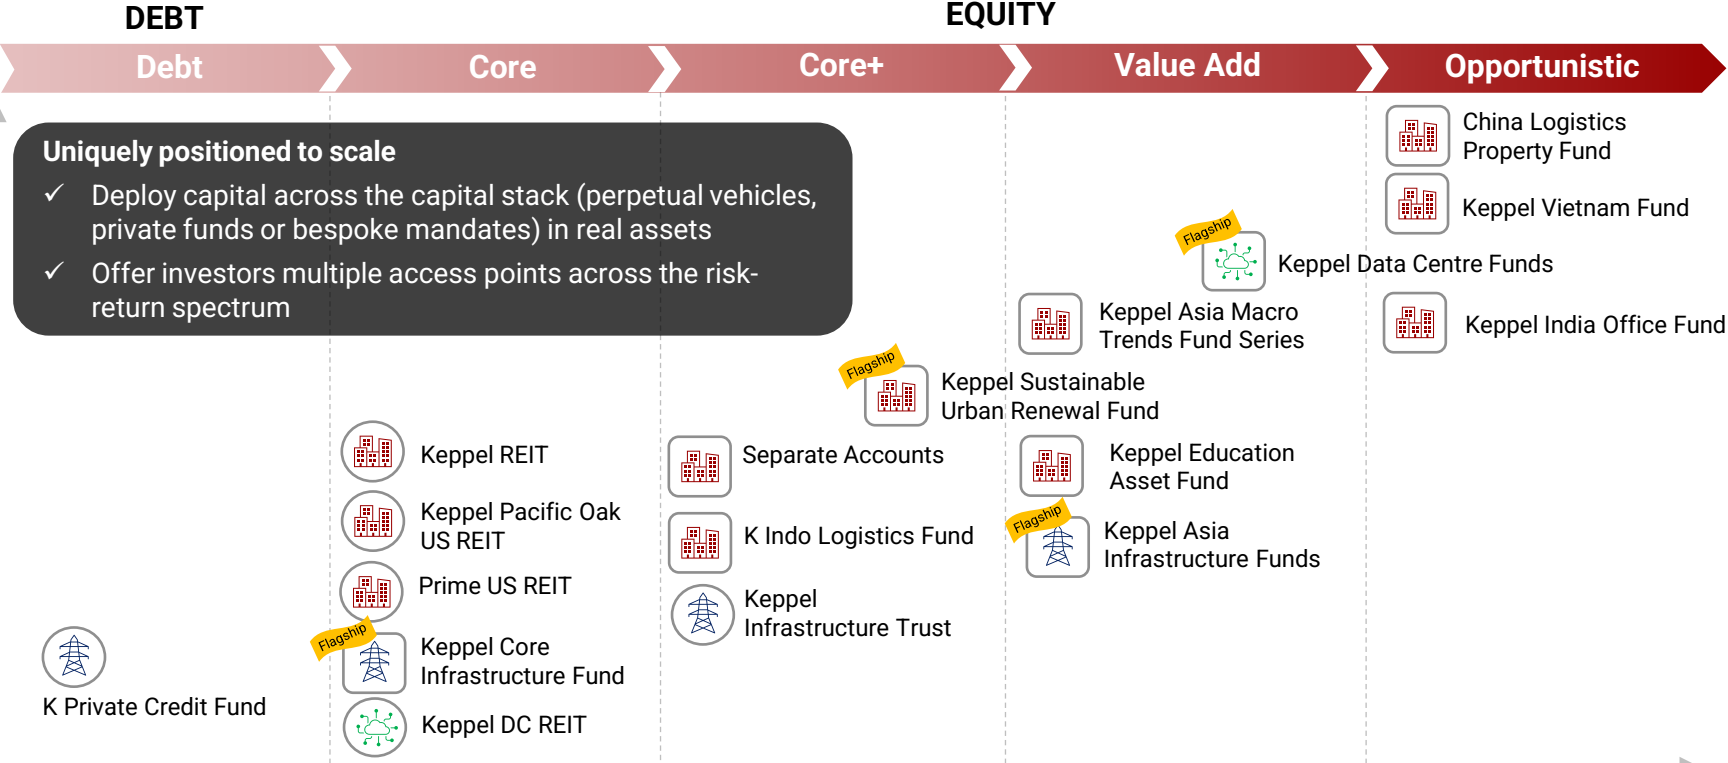 DEBT
EQUITY
Debt
Core
Core+
Value Add
Opportunistic
Uniquely positioned to scale
✓ Deploy capital across the capital stack (perpetual vehicles,
private funds or bespoke mandates) in real assets
✓ Offer investors multiple access points across the risk-
return spectrum
K Private Credit Fund
Keppel REIT
Keppel Pacific Oak
US REIT
Prime US REIT
Flagship
Keppel Core
Infrastructure Fund
Keppel DC REIT
Flagship
Keppel Sustainable
Urban Renewal Fund
Separate Accounts
K Indo Logistics Fund
Keppel
Infrastructure Trust
Flagship
Keppel Data Centre Funds
Keppel Asia Macro
Trends Fund Series
Keppel Education
Asset Fund
Flagship
Keppel Asia
Infrastructure Funds
China Logistics
Property Fund
Keppel Vietnam Fund
Keppel India Office Fund